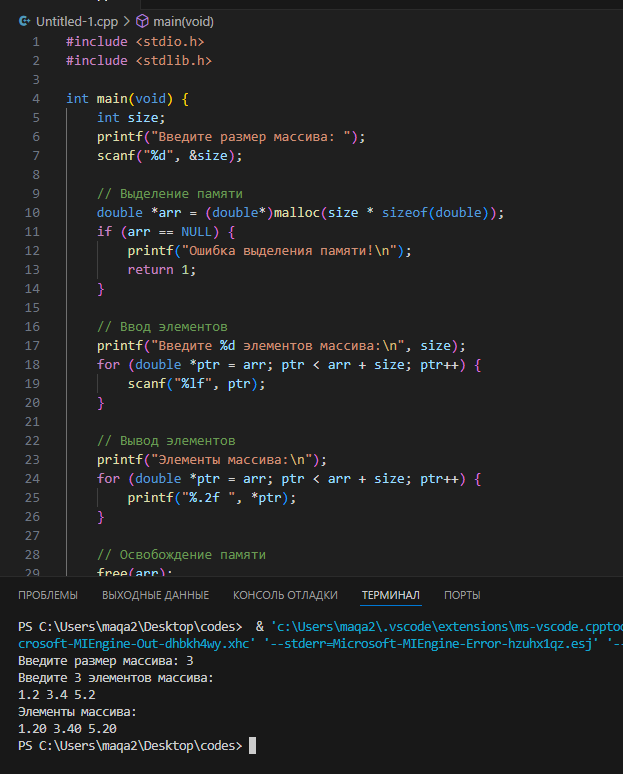 Untitled-1.cpp > main(void)
1 #include <stdio.h>
2 #include <stdlib.h>
3
4 int main(void) {
5 int size;
6 printf("Введите размер массива: ");
7 scanf("%d", &size);
8
9 // Выделение памяти
10 double *arr = (double*)malloc(size * sizeof(double));
11 if (arr == NULL) {
12 printf("Ошибка выделения памяти!\n");
13 return 1;
14 }
15
16 // Ввод элементов
17 printf("Введите %d элементов массива:\n", size);
18 for (double *ptr = arr; ptr < arr + size; ptr++) {
19 scanf("%lf", ptr);
20 }
21
22 // Вывод элементов
23 printf("Элементы массива:\n");
24 for (double *ptr = arr; ptr < arr + size; ptr++) {
25 printf("%.2f ", *ptr);
26 }
27
28 // Освобождение памяти
29 free(arr);
ПРОБЛЕМЫ ВЫХОДНЫЕ ДАННЫЕ КОНСОЛЬ ОТЛАДКИ ТЕРМИНАЛ ПОРТЫ
PS C:\Users\maqa2\Desktop\codes> & 'c:\Users\maqa2\.vscode\extensions\ms-vscode.cpptoo
crosoft-MIEngine-Out-dhbkh4wy.xhc' '--stderr=Microsoft-MIEngine-Error-hzuhx1qz.esj' '--
Введите размер массива: 3
Введите 3 элементов массива:
1.2 3.4 5.2
Элементы массива:
1.20 3.40 5.20
PS C:\Users\maqa2\Desktop\codes>